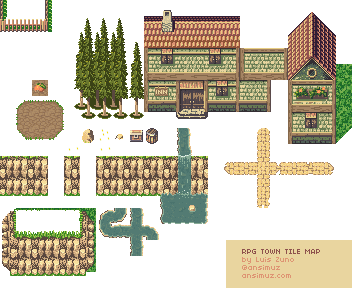 INN
RPG TOWN TILE MAP
by Luis Zuno
@ansimuz
ansimuz.com